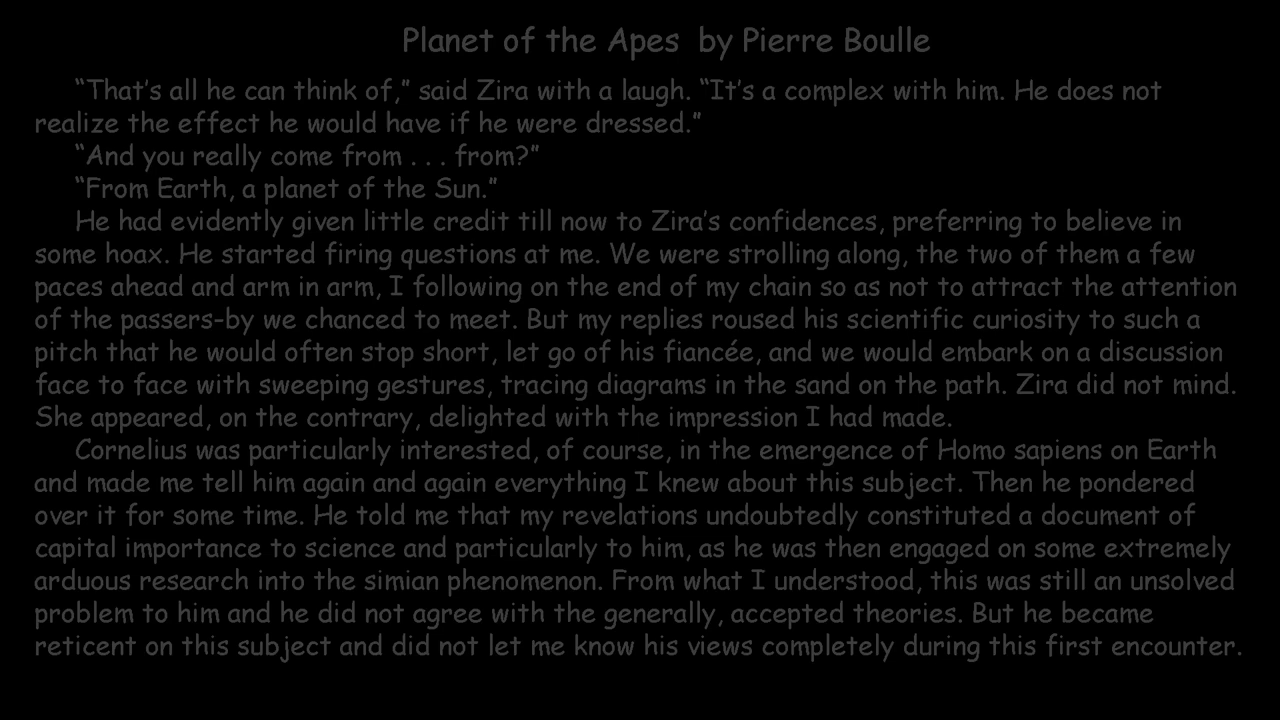 Planet of the Apes  by Pierre Boulle
“That’s all he can think of,” said Zira with a laugh. “It’s a complex with him. He does not
realize the effect he would have if he were dressed.”
“And you really come from . . . from?”
“From Earth, a planet of the Sun.”
He had evidently given little credit till now to Zira’s confidences, preferring to believe in
some hoax. He started firing questions at me. We were strolling along, the two of them a few
paces ahead and arm in arm, I following on the end of my chain so as not to attract the attention
of the passers-by we chanced to meet. But my replies roused his scientific curiosity to such a
pitch that he would often stop short, let go of his fiancée, and we would embark on a discussion
face to face with sweeping gestures, tracing diagrams in the sand on the path. Zira did not mind.
She appeared, on the contrary, delighted with the impression I had made.
Cornelius was particularly interested, of course, in the emergence of Homo sapiens on Earth
and made me tell him again and again everything I knew about this subject. Then he pondered
over it for some time. He told me that my revelations undoubtedly constituted a document of
capital importance to science and particularly to him, as he was then engaged on some extremely
arduous research into the simian phenomenon. From what I understood, this was still an unsolved
problem to him and he did not agree with the generally, accepted theories. But he became
reticent on this subject and did not let me know his views completely during this first encounter.